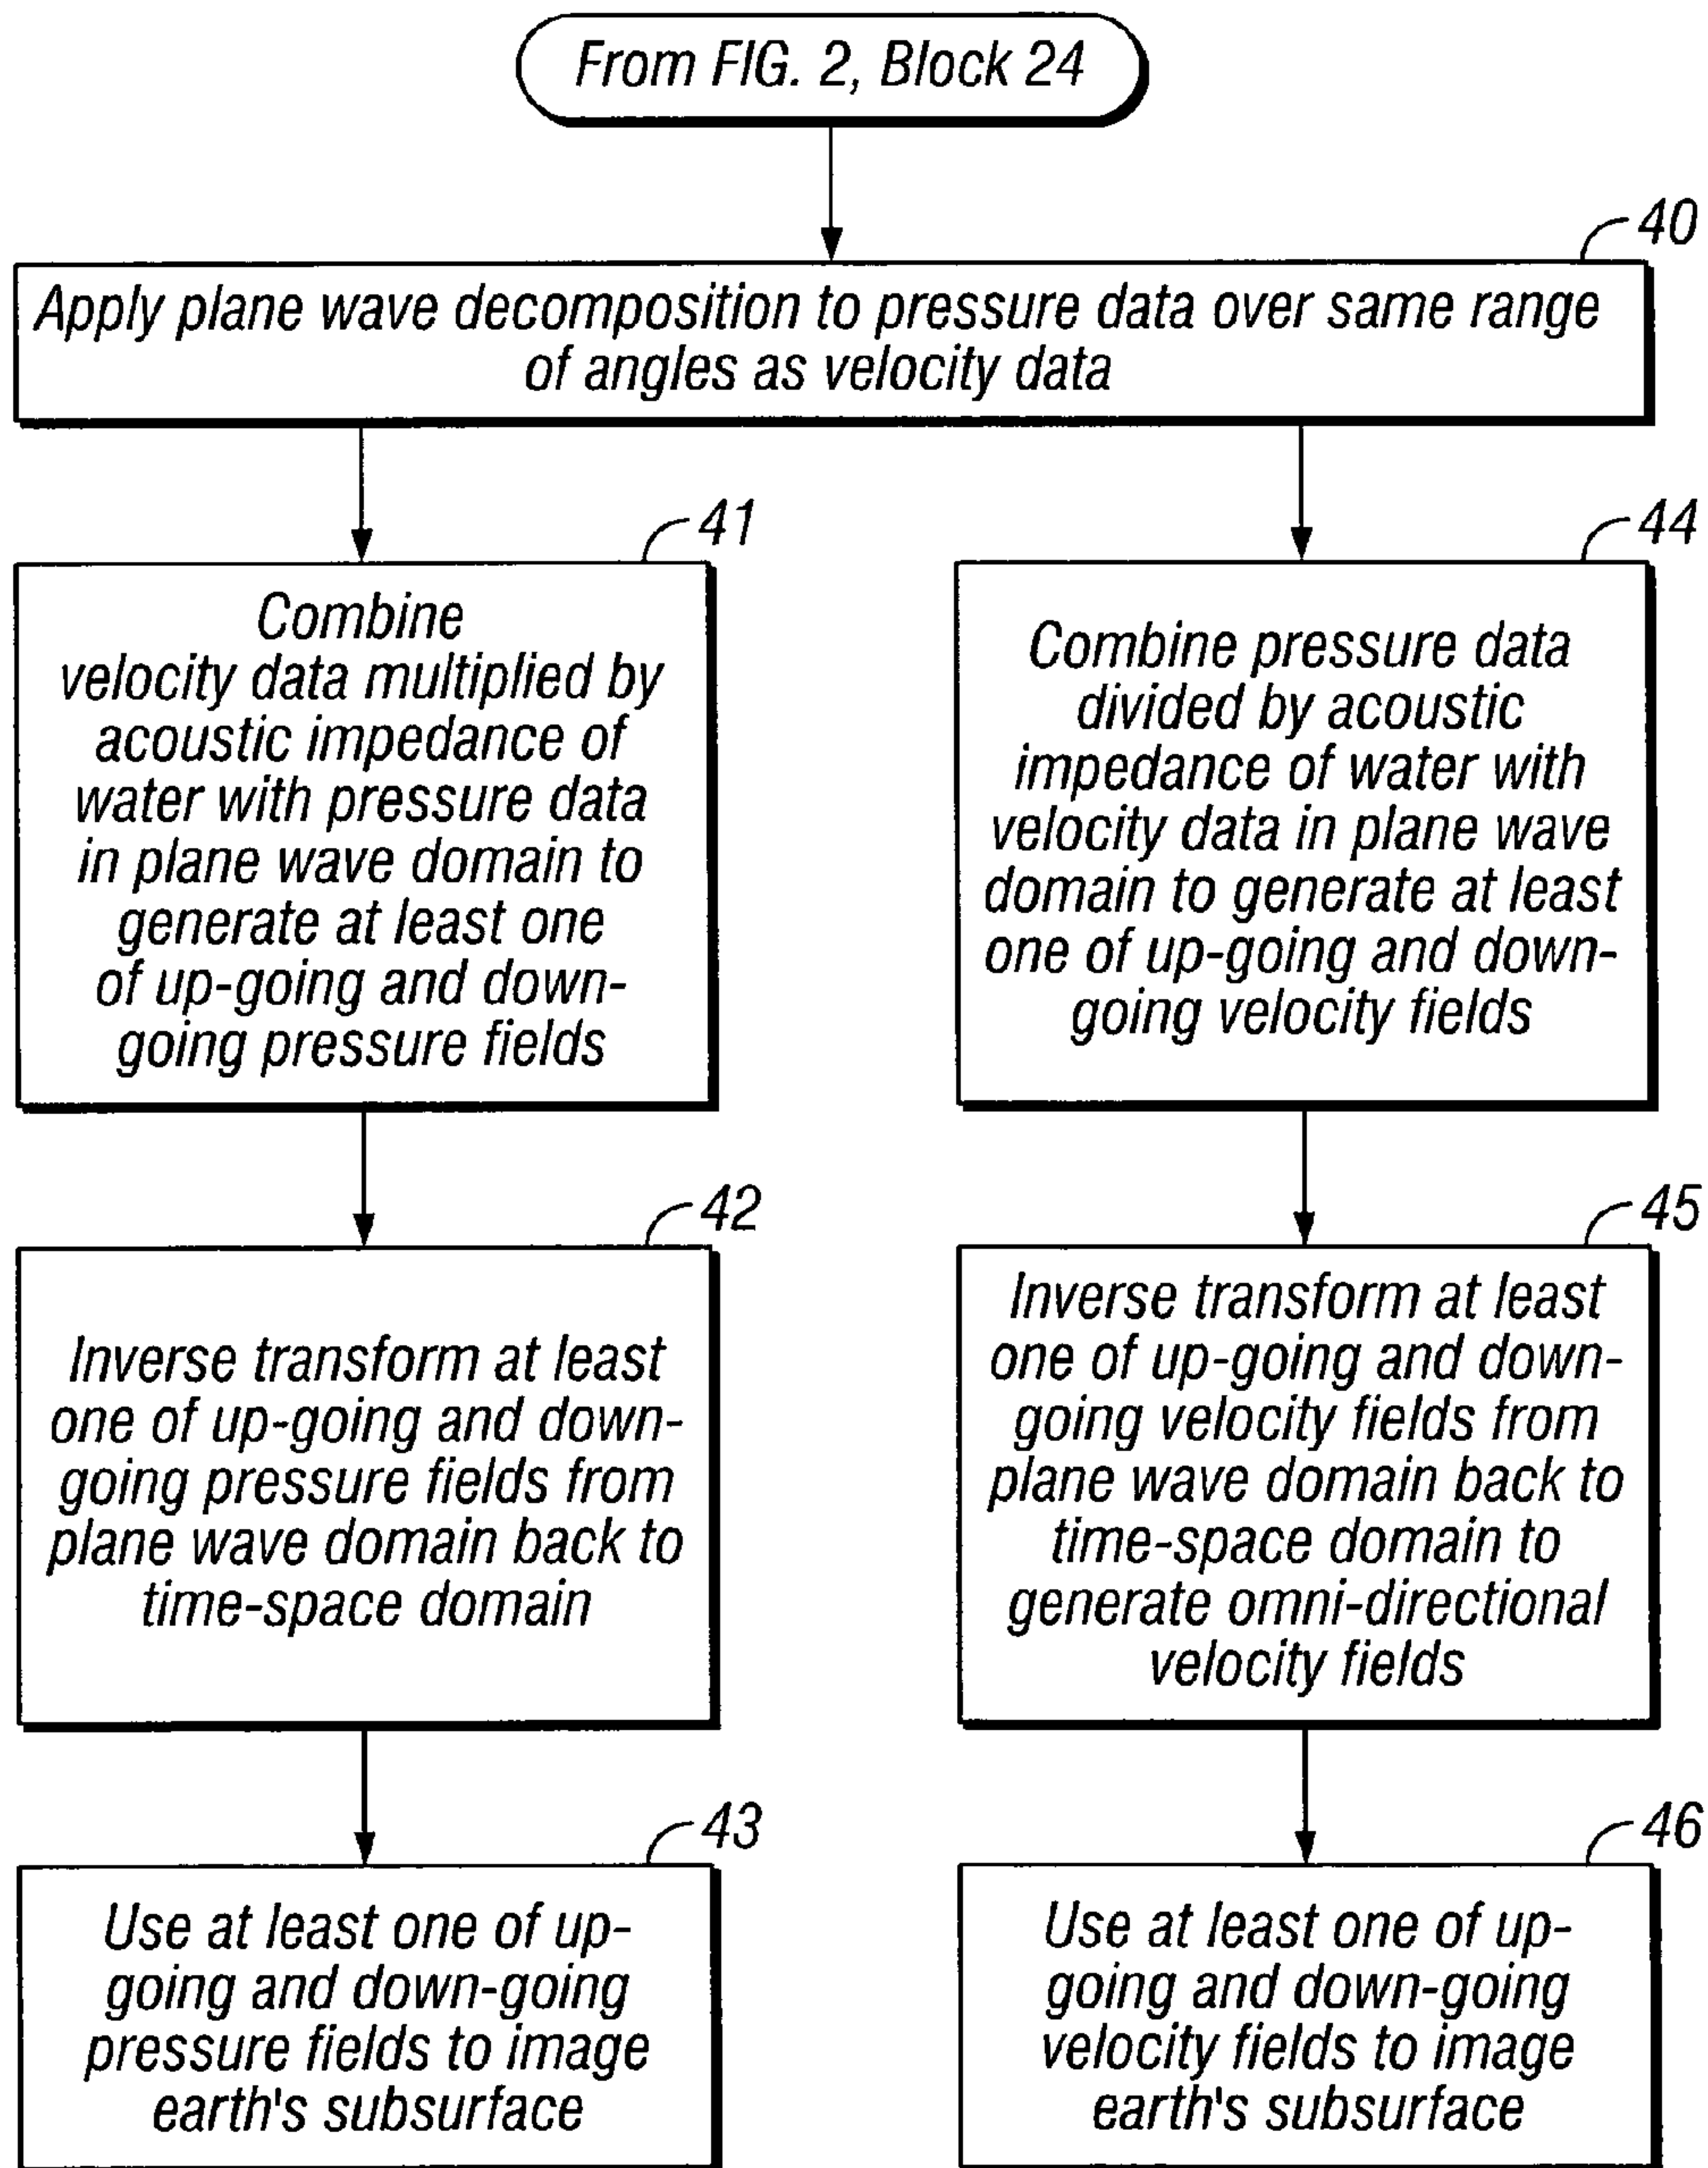 From FIG. 2, Block 24
40
Apply plane wave decomposition to pressure data over same range
of angles as velocity data
41
Combine
velocity data multiplied by
acoustic impedance of
water with pressure data
in plane wave domain to
generate at least one
of up-going and down-
going pressure fields
42
Inverse transform at least
one of up-going and down-
going pressure fields from
plane wave domain back to
time-space domain
43
Use at least one of up-
going and down-going
pressure fields to image
earth's subsurface
44
Combine pressure data
divided by acoustic
impedance of water with
velocity data in plane wave
domain to generate at least
one of up-going and down-
going velocity fields
45
Inverse transform at least
one of up-going and down-
going velocity fields from
plane wave domain back to
time-space domain to
generate omni-directional
velocity fields
46
Use at least one of up-
going and down-going
velocity fields to image
earth's subsurface